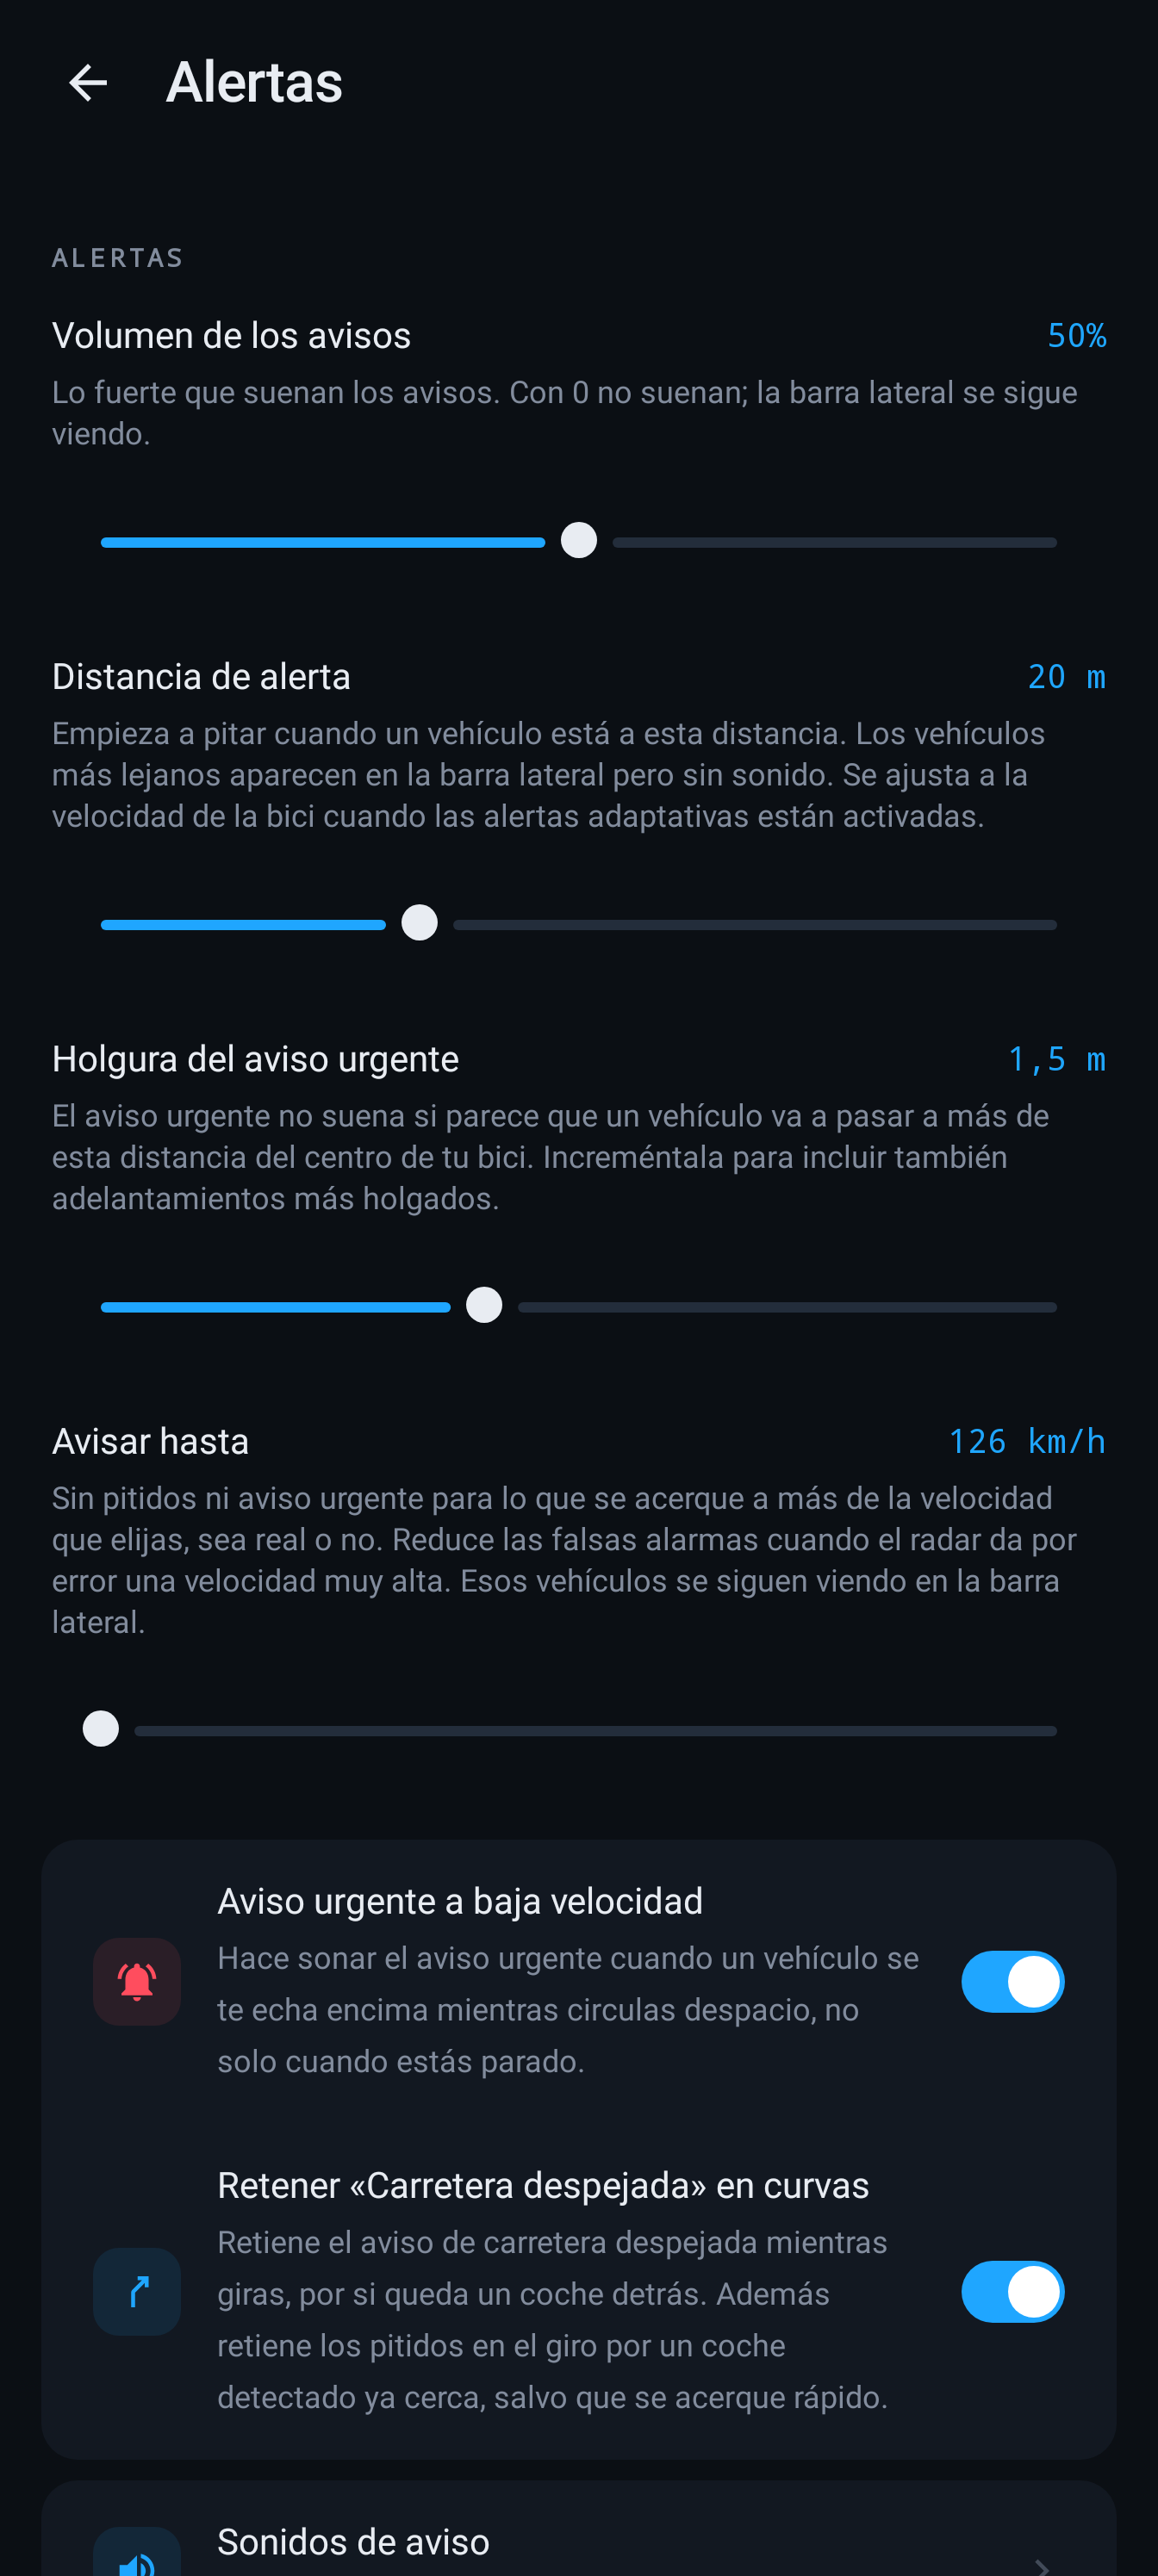 Alertas
ALERTAS
Volumen de los avisos
50%
Lo fuerte que suenan los avisos. Con 0 no suenan; la barra lateral se sigue
viendo.
Distancia de alerta
20 m
Empieza a pitar cuando un vehículo está a esta distancia. Los vehículos
más lejanos aparecen en la barra lateral pero sin sonido. Se ajusta a la
velocidad de la bici cuando las alertas adaptativas están activadas.
Holgura del aviso urgente
1,5 m
El aviso urgente no suena si parece que un vehículo va a pasar a más de
esta distancia del centro de tu bici. Increméntala para incluir también
adelantamientos más holgados.
Avisar hasta
126 km/h
Sin pitidos ni aviso urgente para lo que se acerque a más de la velocidad
que elijas, sea real o no. Reduce las falsas alarmas cuando el radar da por
error una velocidad muy alta. Esos vehículos se siguen viendo en la barra
lateral.
Aviso urgente a baja velocidad
Hace sonar el aviso urgente cuando un vehículo se
te echa encima mientras circulas despacio, no
solo cuando estás parado.
Retener «Carretera despejada» en curvas
Retiene el aviso de carretera despejada mientras
giras, por si queda un coche detrás. Además
retiene los pitidos en el giro por un coche
detectado ya cerca, salvo que se acerque rápido.
Sonidos de aviso